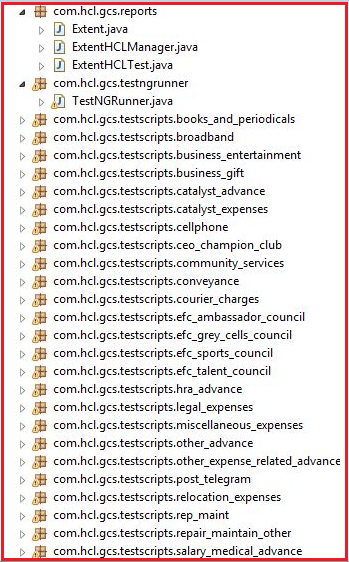 com.hcl.gcs.reports
Extent.java
ExtentHCLManager.java
ExtentHCLTest.java
com.hcl.gcs.testngrunner
TestNGRunner.java
com.hcl.gcs.testscripts.books_and_periodicals
com.hcl.gcs.testscripts.broadband
com.hcl.gcs.testscripts.business_entertainment
com.hcl.gcs.testscripts.business_gift
com.hcl.gcs.testscripts.catalyst_advance
com.hcl.gcs.testscripts.catalyst_expenses
com.hcl.gcs.testscripts.cellphone
com.hcl.gcs.testscripts.ceo_champion_club
com.hcl.gcs.testscripts.community_services
com.hcl.gcs.testscripts.conveyance
com.hcl.gcs.testscripts.courier_charges
com.hcl.gcs.testscripts.efc_ambassador_council
com.hcl.gcs.testscripts.efc_grey_cells_council
com.hcl.gcs.testscripts.efc_sports_council
com.hcl.gcs.testscripts.efc_talent_council
com.hcl.gcs.testscripts.hra_advance
com.hcl.gcs.testscripts.legal_expenses
com.hcl.gcs.testscripts.miscellaneous_expenses
com.hcl.gcs.testscripts.other_advance
com.hcl.gcs.testscripts.other_expense_related_advance
com.hcl.gcs.testscripts.post_telegram
com.hcl.gcs.testscripts.relocation_expenses
com.hcl.gcs.testscripts.rep_maint
com.hcl.gcs.testscripts.repair_maintain_other
com.hcl.gcs.testscripts.salary_medical_advance